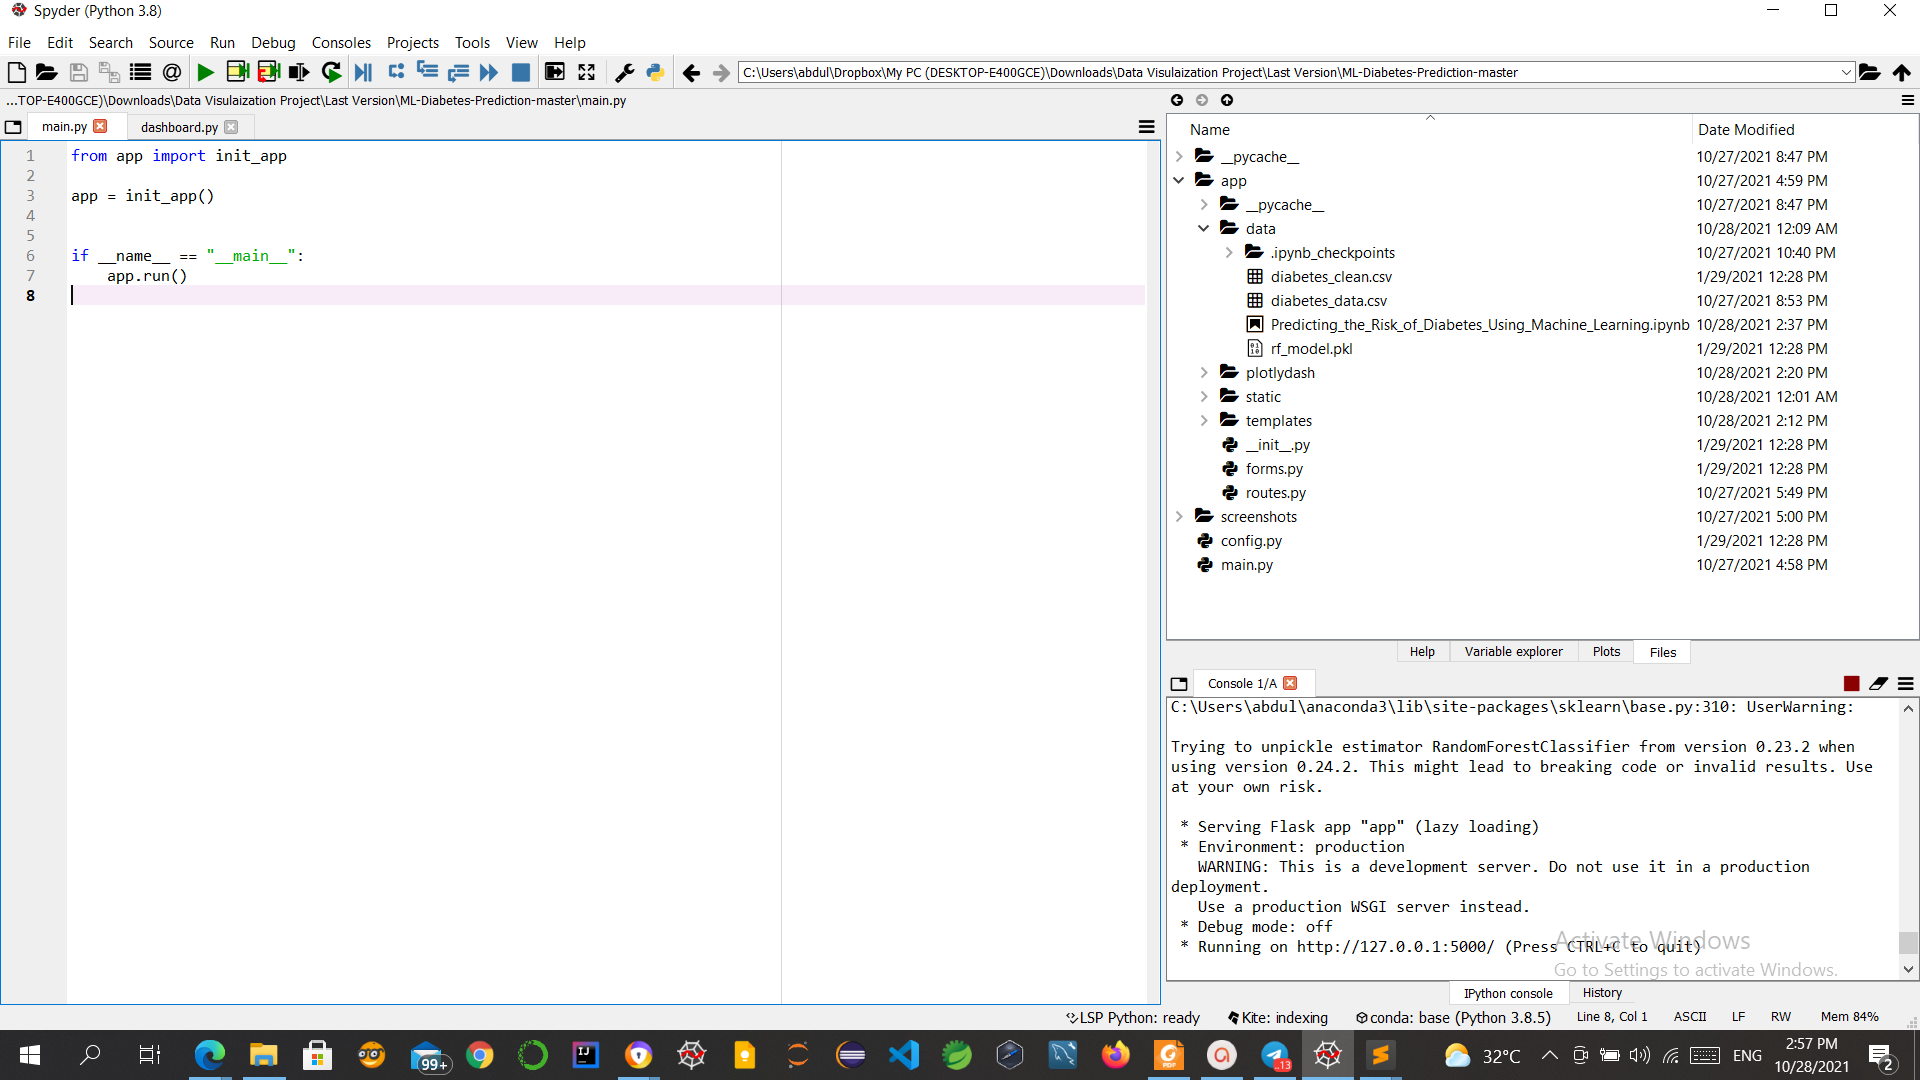 Spyder (Python 3.8)
File Edit Search Source Run Debug Consoles Projects Tools View Help
C:\Users\abdul\Dropbox\My PC (DESKTOP-E400GCE)\Downloads\Data Visulaization Project\Last Version\ML-Diabetes-Prediction-master
...TOP-E400GCE)\Downloads\Data Visulaization Project\Last Version\ML-Diabetes-Prediction-master\main.py
main.py dashboard.py
1 from app import init_app
2
3 app = init_app()
4
5
6 if __name__ == "__main__":
7 app.run()
8
Name Date Modified
__pycache__ 10/27/2021 8:47 PM
app 10/27/2021 4:59 PM
__pycache__ 10/27/2021 8:47 PM
data 10/28/2021 12:09 AM
.ipynb_checkpoints 10/27/2021 10:40 PM
diabetes_clean.csv 1/29/2021 12:28 PM
diabetes_data.csv 10/27/2021 8:53 PM
Predicting_the_Risk_of_Diabetes_Using_Machine_Learning.ipynb 10/28/2021 2:37 PM
rf_model.pkl 1/29/2021 12:28 PM
plotlydash 10/28/2021 2:20 PM
static 10/28/2021 12:01 AM
templates 10/28/2021 2:12 PM
__init__.py 1/29/2021 12:28 PM
forms.py 1/29/2021 12:28 PM
routes.py 10/27/2021 5:49 PM
screenshots 10/27/2021 5:00 PM
config.py 1/29/2021 12:28 PM
main.py 10/27/2021 4:58 PM
Help Variable explorer Plots Files
Console 1/A
C:\Users\abdul\anaconda3\lib\site-packages\sklearn\base.py:310: UserWarning:
Trying to unpickle estimator RandomForestClassifier from version 0.23.2 when
using version 0.24.2. This might lead to breaking code or invalid results. Use
at your own risk.
* Serving Flask app "app" (lazy loading)
* Environment: production
WARNING: This is a development server. Do not use it in a production
deployment.
Use a production WSGI server instead.
* Debug mode: off
* Running on http://127.0.0.1:5000/ (Press CTRL+C to quit)
Activate Windows
Go to Settings to activate Windows.
IPython console History
LSP Python: ready Kite: indexing conda: base (Python 3.8.5) Line 8, Col 1 ASCII LF RW Mem 84%
99+ IJ PDF 13 32°C ENG 2:57 PM
10/28/2021 2